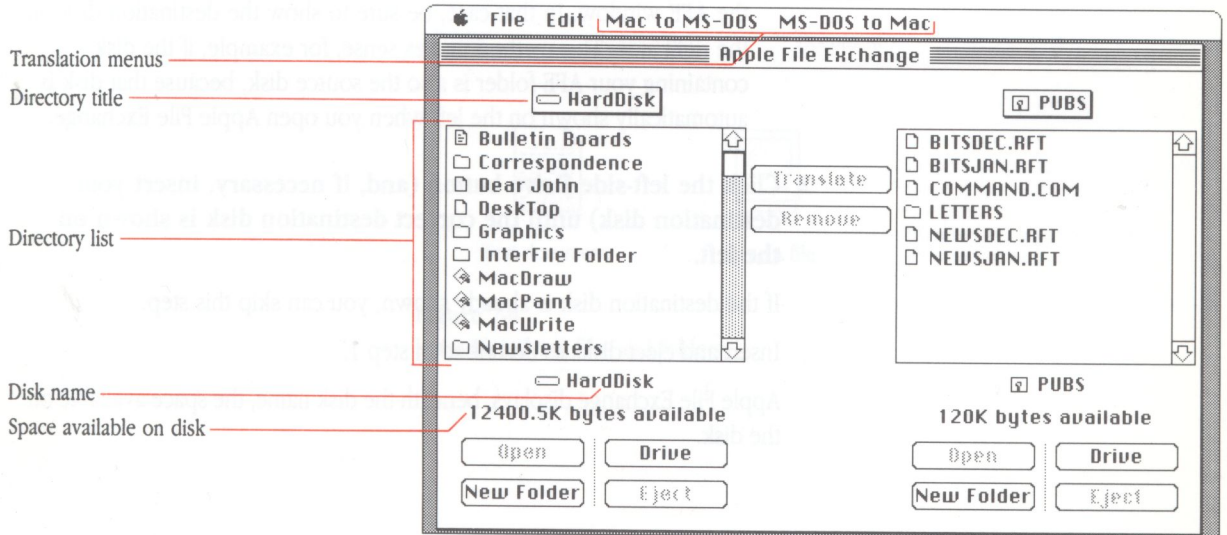 File Edit Mac to MS-DOS MS-DOS to Mac
Apple File Exchange
Translation menus
Directory title
HardDisk
PUBS
Directory list
Bulletin Boards
Correspondence
Dear John
DeskTop
Graphics
InterFile Folder
MacDraw
MacPaint
MacWrite
Newsletters
Translate
Remove
BITSDEC.RFT
BITSJAN.RFT
COMMAND.COM
LETTERS
NEWSDEC.RFT
NEWSJAN.RFT
Disk name
HardDisk
PUBS
Space available on disk
12400.5K bytes available
120K bytes available
Open Drive
New Folder Eject
Open Drive
New Folder Eject